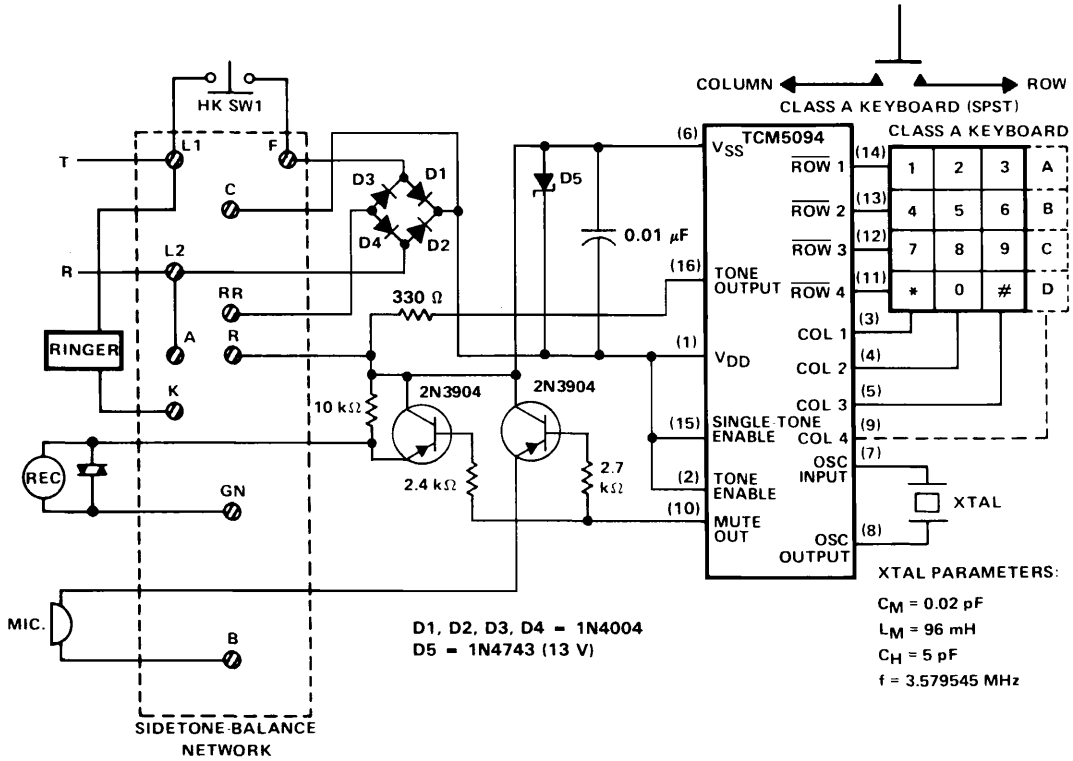 HK SW1
COLUMN
ROW
CLASS A KEYBOARD (SPST)
CLASS A KEYBOARD
L1
F
T
C
D3
D1
D4
D2
L2
R
RR
R
A
K
RINGER
REC
GN
MIC.
B
SIDETONE-BALANCE
NETWORK
330 Ω
10 kΩ
2N3904
2N3904
2.4 kΩ
2.7
kΩ
D5
0.01 μF
D1, D2, D3, D4 = 1N4004
D5 = 1N4743 (13 V)
TCM5094
(6)
VSS
(16)
TONE
OUTPUT
(1)
VDD
(15)
SINGLE-TONE
ENABLE
(2)
TONE
ENABLE
(10)
MUTE
OUT
ROW 1
(14)
ROW 2
(13)
ROW 3
(12)
ROW 4
(11)
COL 1
(3)
COL 2
(4)
COL 3
(5)
COL 4
(9)
OSC
INPUT
(7)
OSC
OUTPUT
(8)
1 2 3 A
4 5 6 B
7 8 9 C
* 0 # D
XTAL
XTAL PARAMETERS:
CM = 0.02 pF
LM = 96 mH
CH = 5 pF
f = 3.579545 MHz